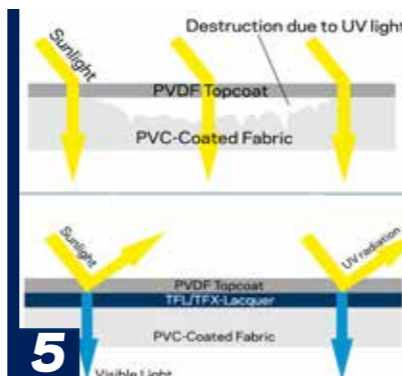 Sunlight
Destruction due to UV light
PVDF Topcoat
PVC-Coated Fabric
Sunlight
UV radiation
PVDF Topcoat
TFL/TFX-Lacquer
PVC-Coated Fabric
5
Visible Light